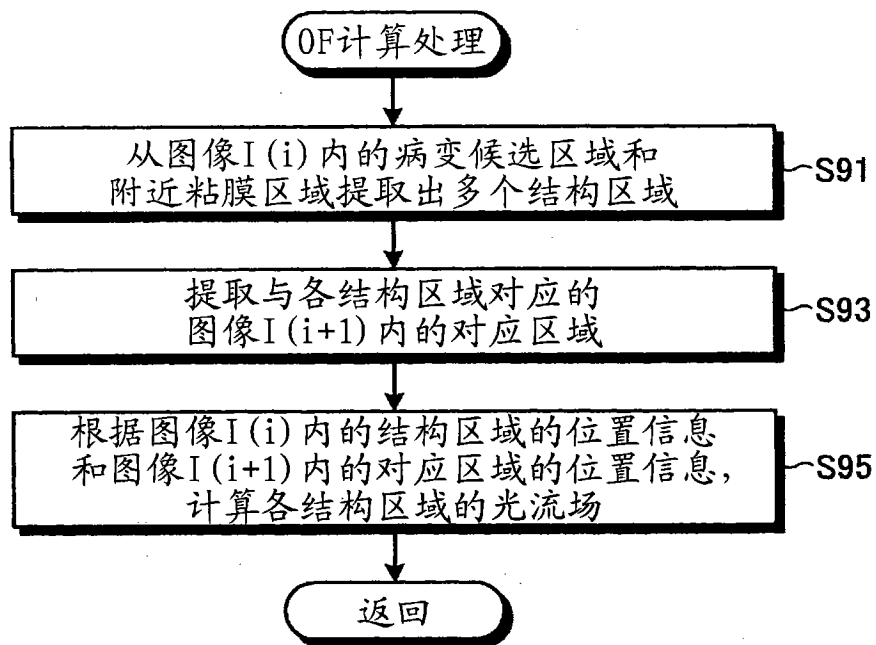 OF计算处理
从图像I(i)内的病变候选区域和
附近粘膜区域提取出多个结构区域
S91
提取与各结构区域对应的
图像I(i+1)内的对应区域
S93
根据图像I(i)内的结构区域的位置信息
和图像I(i+1)内的对应区域的位置信息,
计算各结构区域的光流场
S95
返回